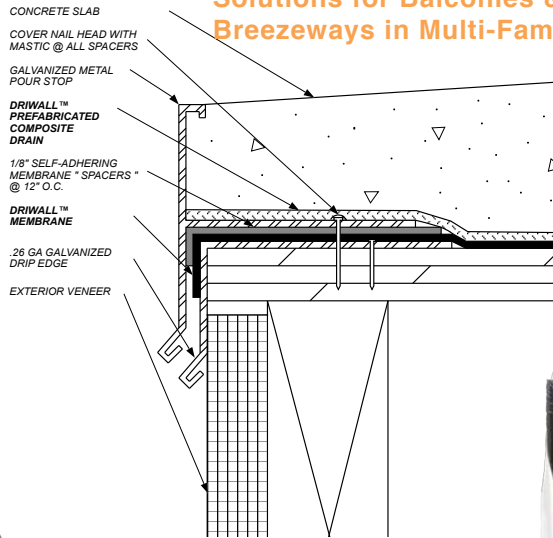 Solutions for Balconies &
Breezeways in Multi-Fam
CONCRETE SLAB
COVER NAIL HEAD WITH
MASTIC @ ALL SPACERS
GALVANIZED METAL
POUR STOP
DRIWALL™
PREFABRICATED
COMPOSITE
DRAIN
1/8" SELF-ADHERING
MEMBRANE " SPACERS "
@ 12" O.C.
DRIWALL™
MEMBRANE
.26 GA GALVANIZED
DRIP EDGE
EXTERIOR VENEER